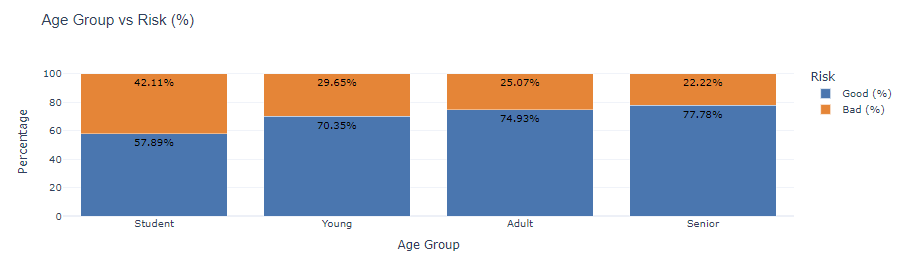 Age Group vs Risk (%)
Risk
Good (%)
Bad (%)
Percentage
100
80
60
40
20
0
42.11%
29.65%
25.07%
22.22%
57.89%
70.35%
74.93%
77.78%
Student
Young
Adult
Senior
Age Group